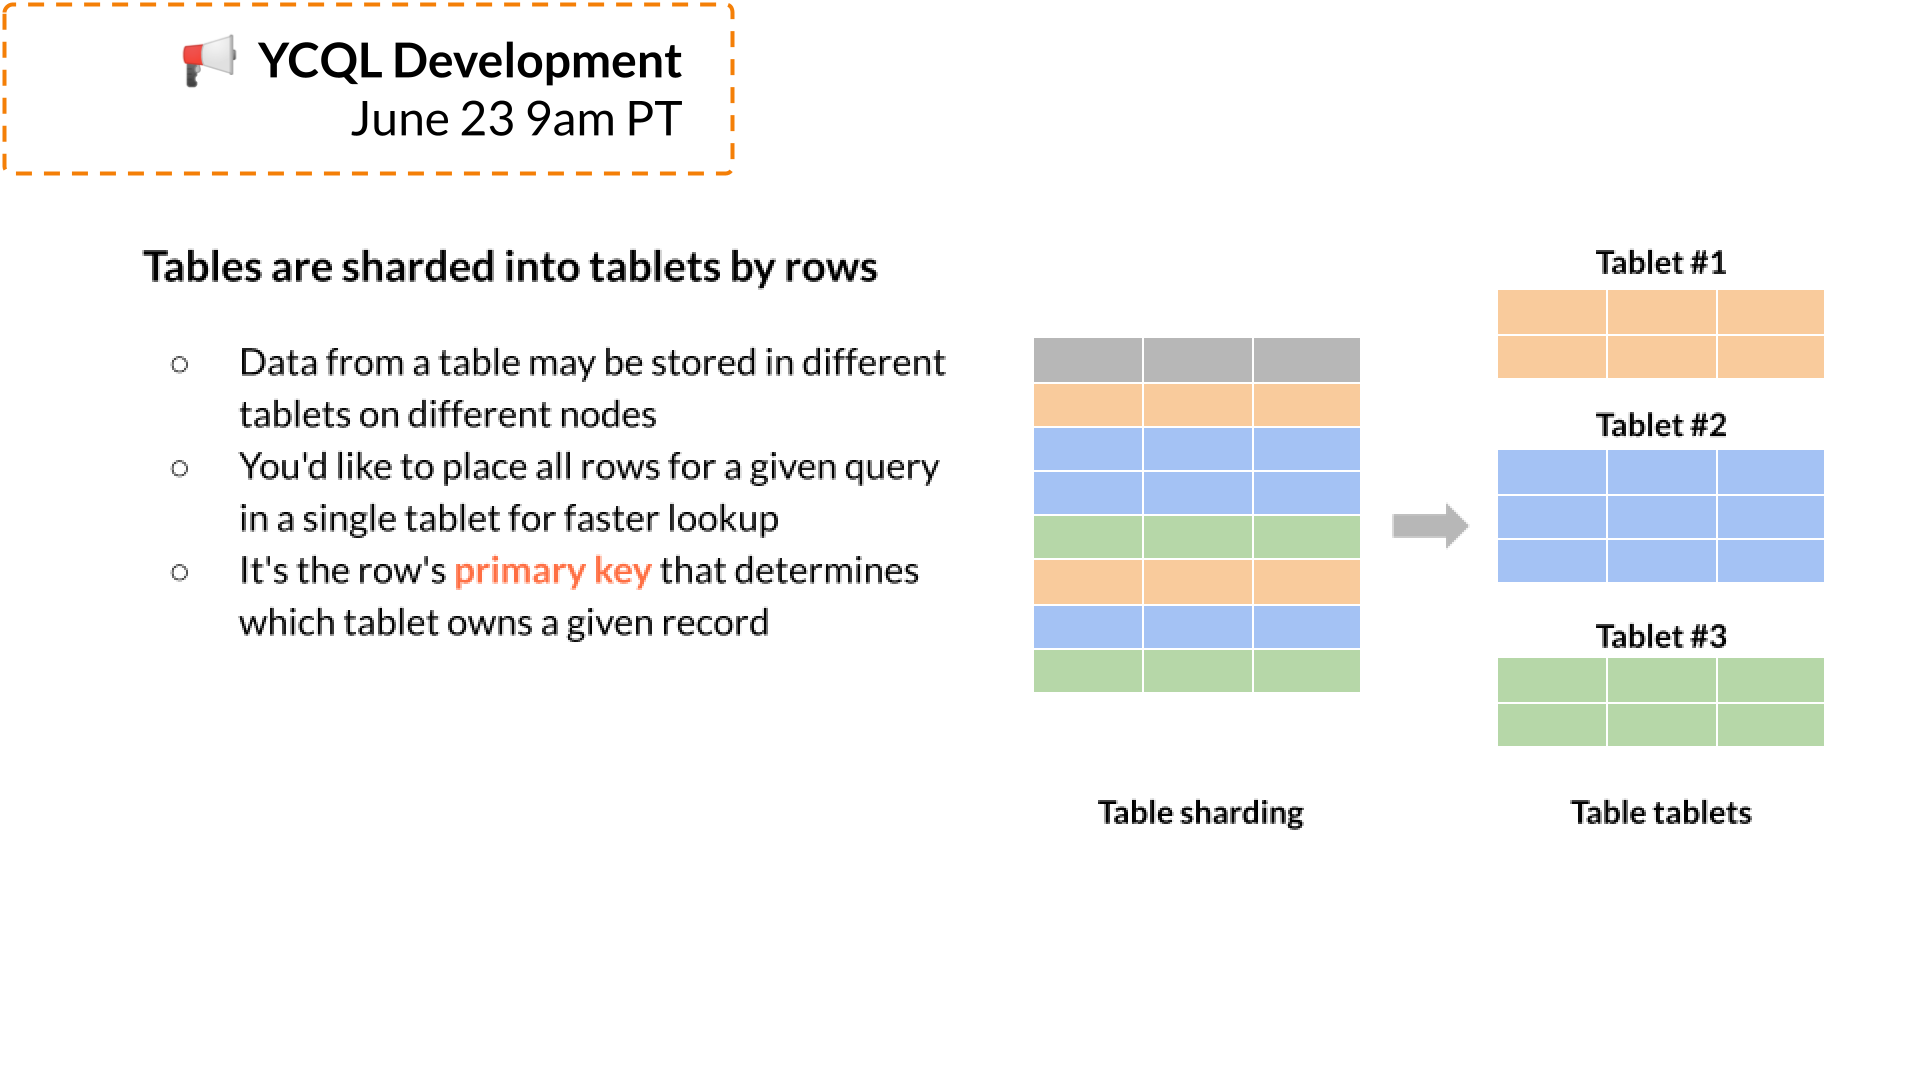 YCQL Development
June 23 9am PT
Tables are sharded into tablets by rows
○ Data from a table may be stored in different
tablets on different nodes
○ You'd like to place all rows for a given query
in a single tablet for faster lookup
○ It's the row's primary key that determines
which tablet owns a given record
Table sharding
Tablet #1
Tablet #2
Tablet #3
Table tablets